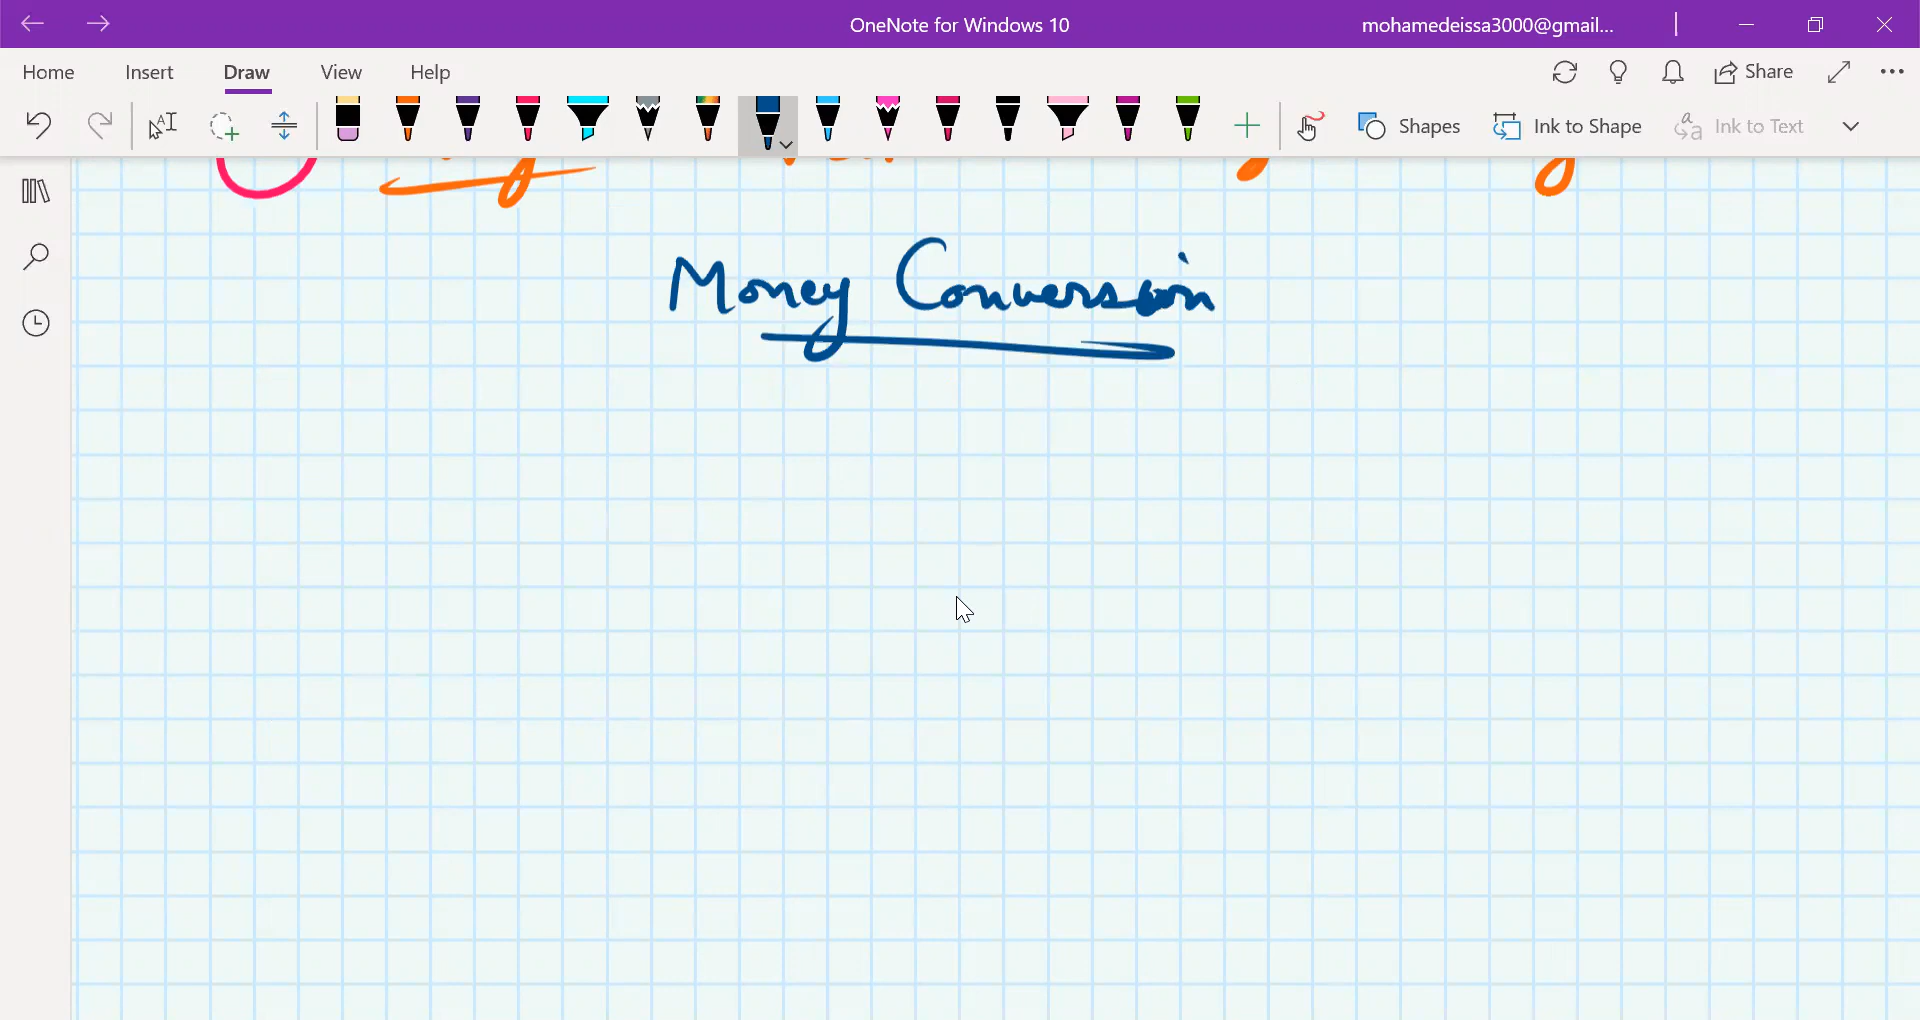 OneNote for Windows 10 mohamedeissa3000@gmail...
Home Insert Draw View Help Share
Shapes Ink to Shape Ink to Text
Money Conversion